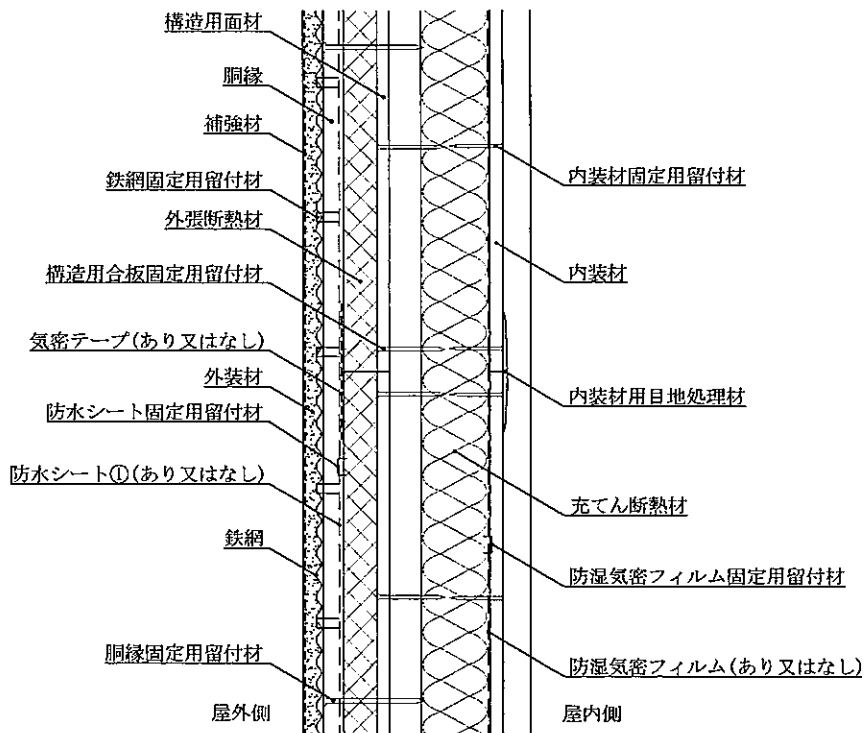 構造用面材
胴縁
補強材
鉄網固定用留付材
外張断熱材
構造用合板固定用留付材
気密テープ(あり又はなし)
外装材
防水シート固定用留付材
防水シート①(あり又はなし)
鉄網
胴縁固定用留付材
屋外側
内装材固定用留付材
内装材
内装材用目地処理材
充てん断熱材
防湿気密フィルム固定用留付材
防湿気密フィルム(あり又はなし)
屋内側